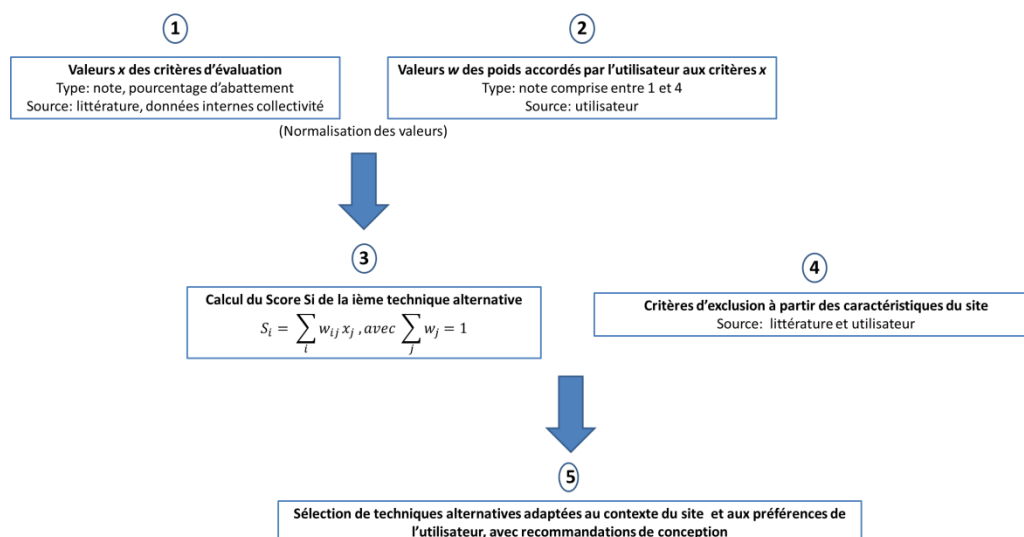 1
Valeurs x des critères d'évaluation
Type: note, pourcentage d'abattement
Source: littérature, données internes collectivité
2
Valeurs w des poids accordés par l'utilisateur aux critères x
Type: note comprise entre 1 et 4
Source: utilisateur
(Normalisation des valeurs)
3
Calcul du Score Si de la ième technique alternative
S_i = ∑_i w_ij x_j , avec ∑_j w_j = 1
4
Critères d'exclusion à partir des caractéristiques du site
Source: littérature et utilisateur
5
Sélection de techniques alternatives adaptées au contexte du site et aux préférences de
l'utilisateur, avec recommandations de conception